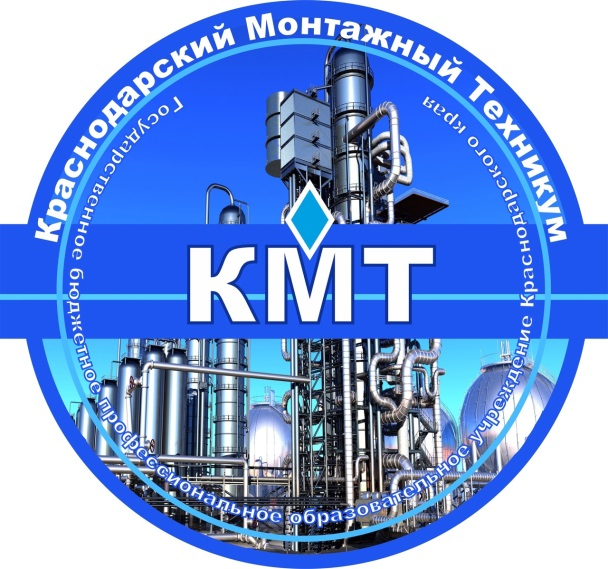 Краснодарский Монтажный Техникум
Государственное бюджетное профессиональное образовательное учреждение Краснодарского края
КМТ